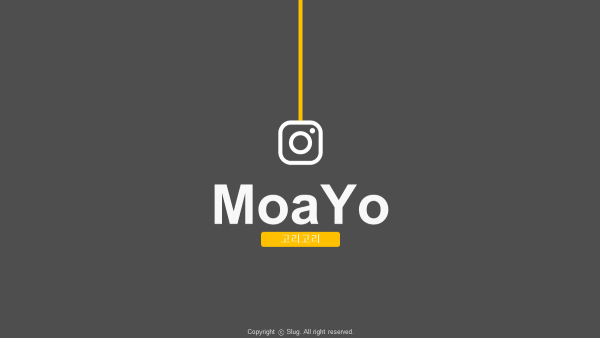 MoaYo
고리고리
Copyright ⓒ Slug. All right reserved.